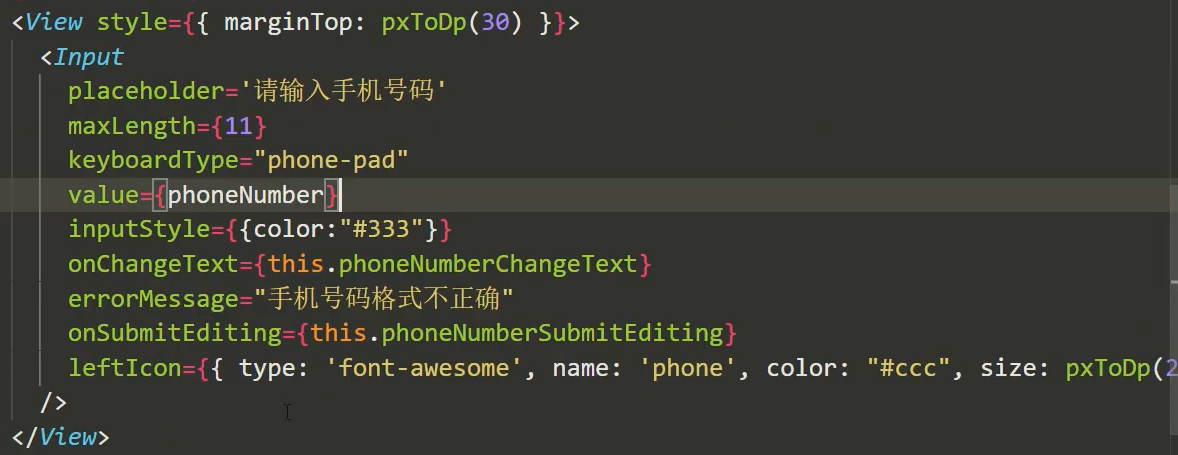 <View style={{ marginTop: pxToDp(30) }}>
<Input
placeholder='请输入手机号码'
maxLength={11}
keyboardType="phone-pad"
value={phoneNumber}
inputStyle={{color:"#333"}}
onChangeText={this.phoneNumberChangeText}
errorMessage="手机号码格式不正确"
onSubmitEditing={this.phoneNumberSubmitEditing}
leftIcon={{ type: 'font-awesome', name: 'phone', color: "#ccc", size: pxToDp(2
/>
</View>